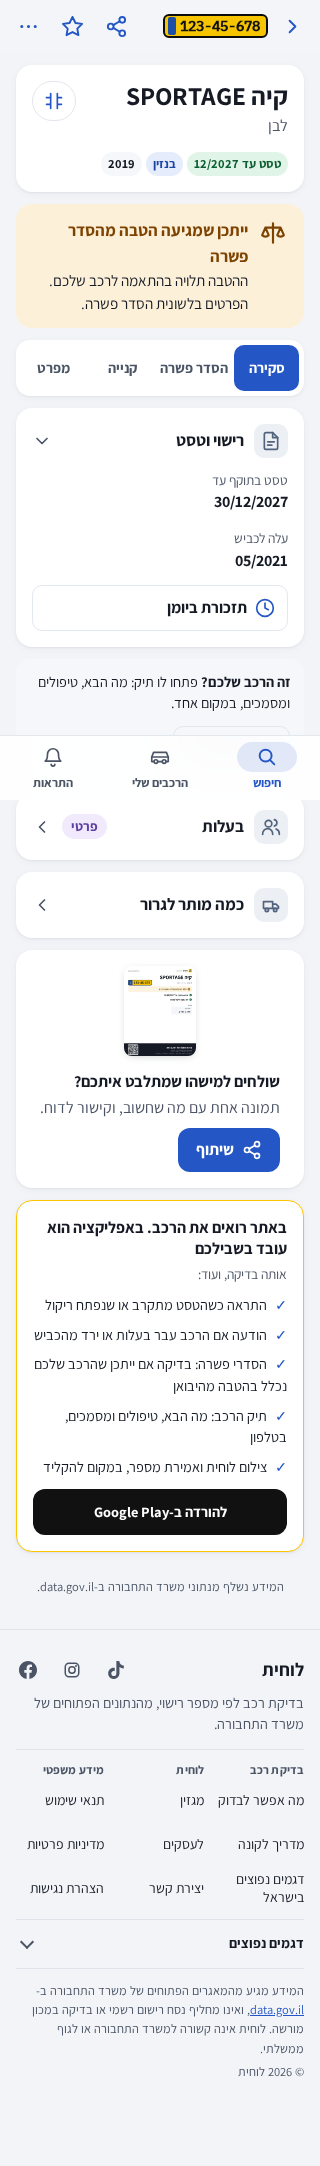 123-45-678
קיה SPORTAGE
לבן
טסט עד 12/2027
בנזין
2019
ייתכן שמגיעה הטבה מהסדר
פשרה
ההטבה תלויה בהתאמה לרכב שלכם.
הפרטים בלשונית הסדר פשרה.
סקירה
הסדר פשרה
קנייה
מפרט
רישוי וטסט
טסט בתוקף עד
30/12/2027
עלה לכביש
05/2021
תזכורת ביומן
זה הרכב שלכם? פתחו לו תיק: מה הבא, טיפולים
ומסמכים, במקום אחד.
חיפוש
הרכבים שלי
התראות
בעלות
פרטי
כמה מותר לגרור
שולחים למישהו שמתלבט איתכם?
תמונה אחת עם מה שחשוב, וקישור לדוח.
שיתוף
באתר רואים את הרכב. באפליקציה הוא
עובד בשבילכם
אותה בדיקה, ועוד:
✓ התראה כשהטסט מתקרב או שנפתח ריקול
✓ הודעה אם הרכב עבר בעלות או ירד מהכביש
✓ הסדרי פשרה: בדיקה אם ייתכן שהרכב שלכם
נכלל בהטבה מהיבואן
✓ תיק הרכב: מה הבא, טיפולים ומסמכים,
בטלפון
✓ צילום לוחית ואמירת מספר, במקום להקליד
להורדה ב-Google Play
המידע נשלף מנתוני משרד התחבורה ב-data.gov.il.
לוחית
בדיקת רכב לפי מספר רישוי, מהנתונים הפתוחים של
משרד התחבורה.
בדיקת רכב
לוחית
מידע משפטי
מה אפשר לבדוק
מגזין
תנאי שימוש
מדריך לקונה
לעסקים
מדיניות פרטיות
דגמים נפוצים
בישראל
יצירת קשר
הצהרת נגישות
דגמים נפוצים
המידע מגיע מהמאגרים הפתוחים של משרד התחבורה ב-
data.gov.il, ואינו מחליף נסח רישום רשמי או בדיקה במכון
מורשה. לוחית אינה קשורה למשרד התחבורה או לגוף
ממשלתי.
© 2026 לוחית